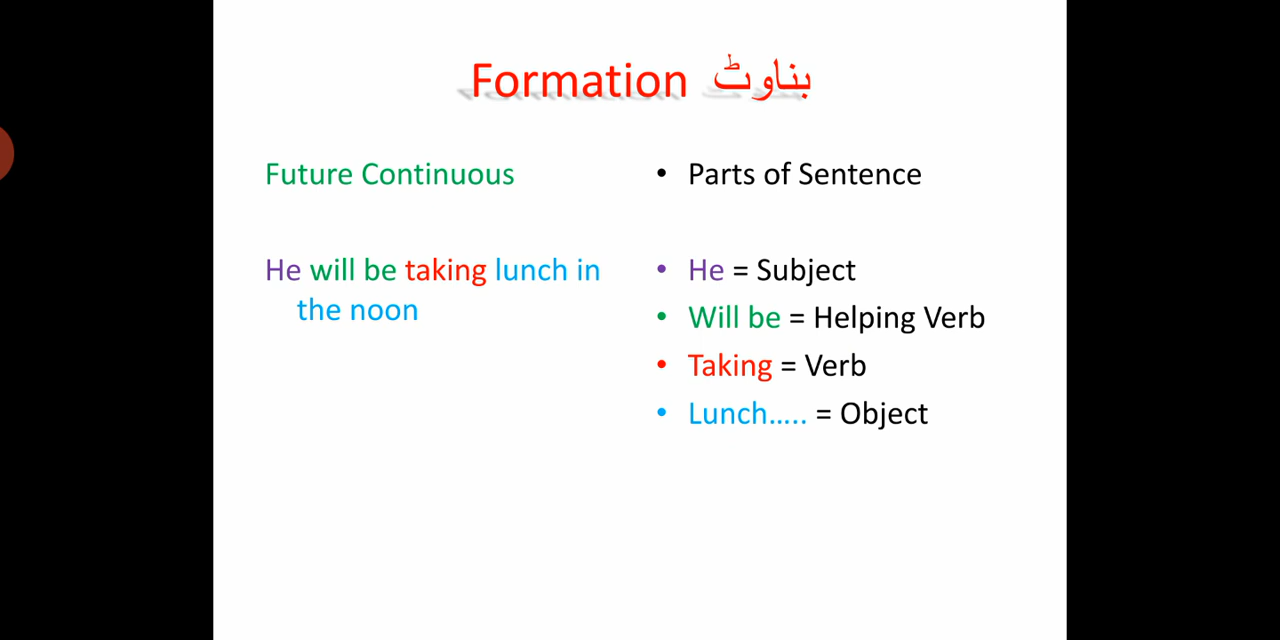 Formation بناوٹ
Future Continuous
He will be taking lunch in
the noon
• Parts of Sentence
• He = Subject
• Will be = Helping Verb
• Taking = Verb
• Lunch..... = Object